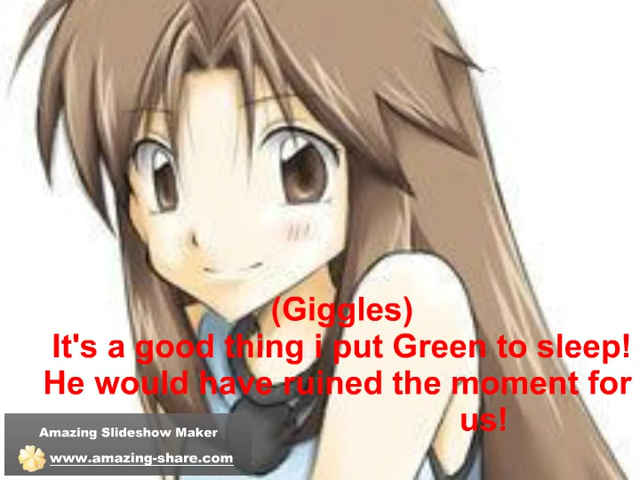 (Giggles)
It's a good thing i put Green to sleep!
He would have ruined the moment for
us!
Amazing Slideshow Maker
www.amazing-share.com